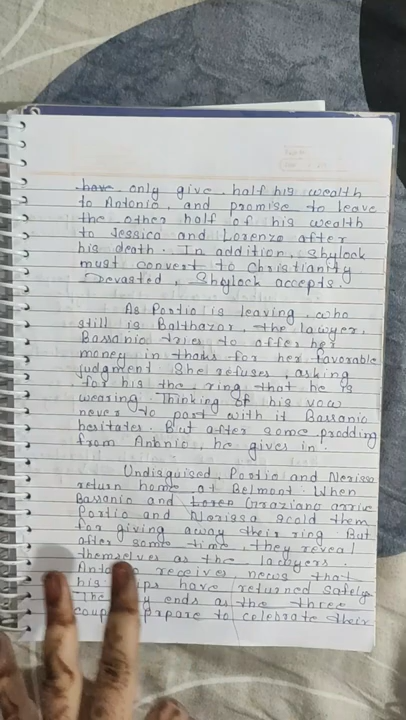 have only give half his wealth
to Antonio, and promise to leave
the other half of his wealth
to Jessica and Lorenzo after
his death. In addition, Shylock
must convert to Christianity
Devasted, Shylock accepts.
As Portia is leaving, who
still is Balthazar, the lawyer,
Bassanio tries to offer her
money in thanks for her favorable
judgment She refuses, asking
for his the ring that he is
wearing. Thinking of his vow
never to part with it Bassanio
hesitates. But after some prodding
from Antnio, he gives in.
Undisguised, Portia and Nerissa
return home at Belmont. When
Bassanio and Graziano arrive
Portia and Nerissa scold them
for giving away their ring. But
after some time, they reveal
themselves as the lawyers.
receives news that
his have returned safely
The ends as the three
prpare to celebrate their